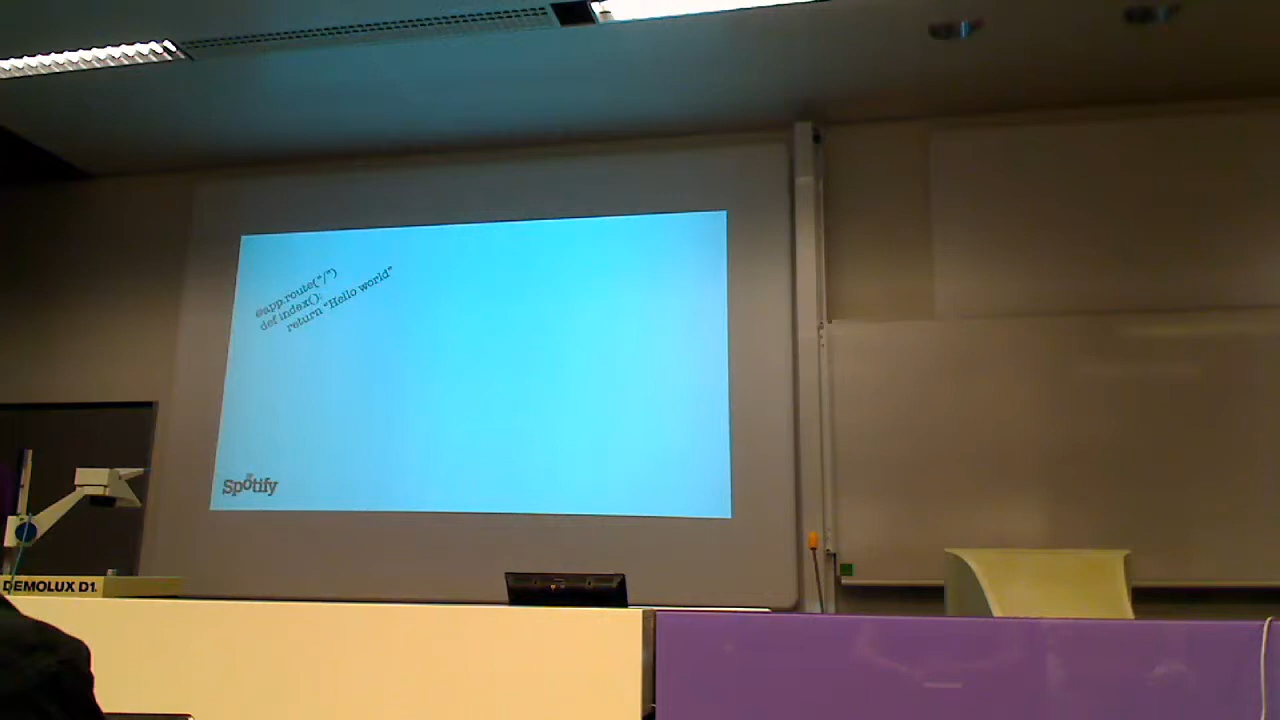 @app.route("/")
def index():
return "Hello world"
Spotify
DEMOLUX D1